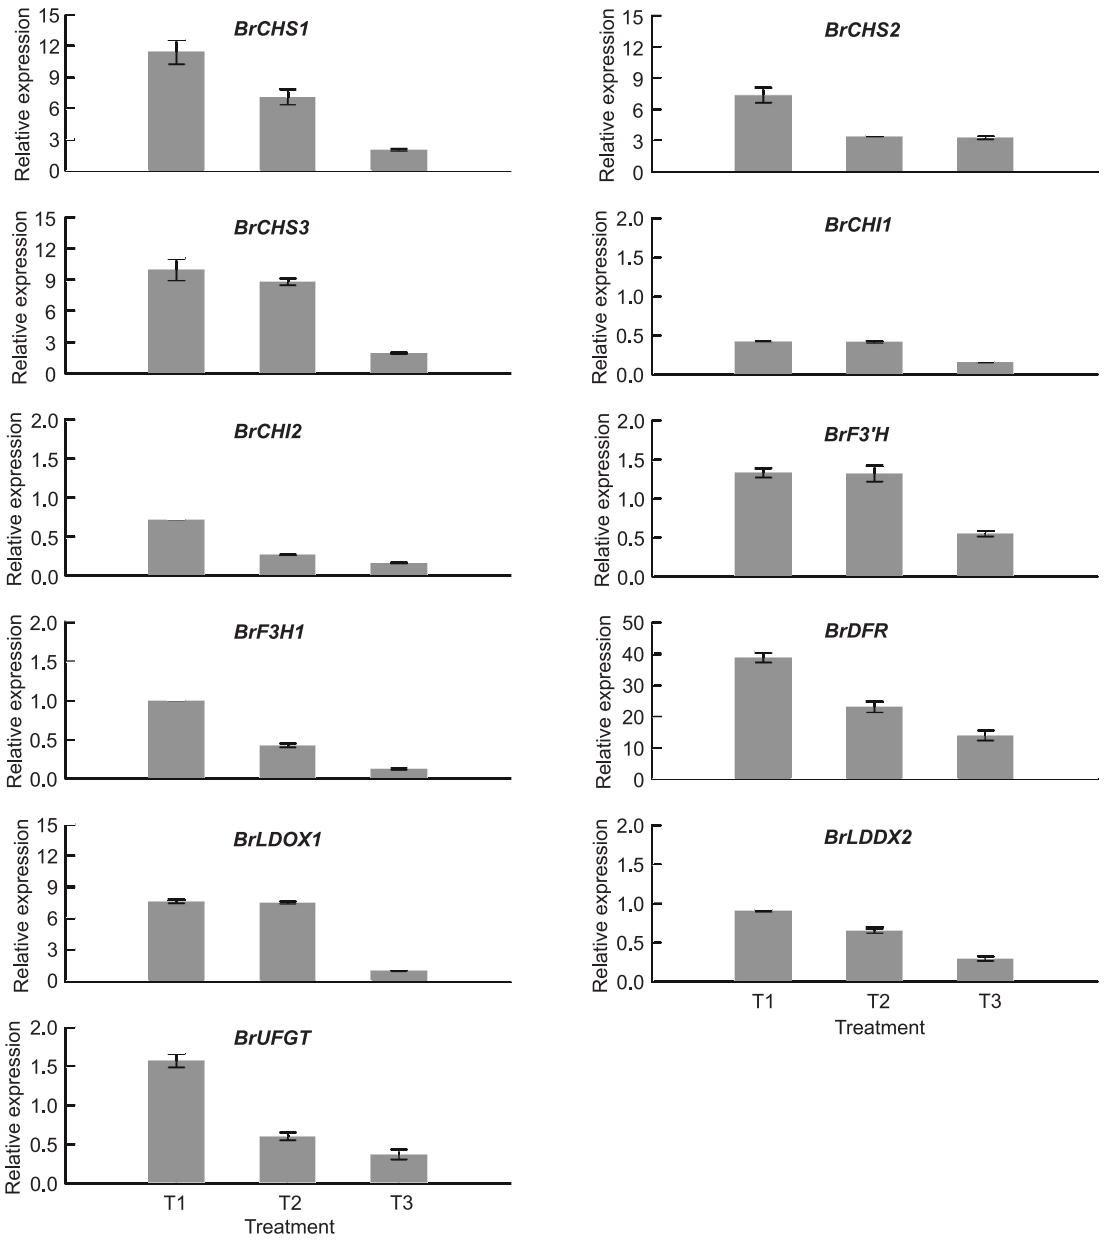 BrCHS1
Relative expression
15
12
9
6
3
0
BrCHS2
Relative expression
15
12
9
6
3
0
BrCHS3
Relative expression
15
12
9
6
3
0
BrCHI1
Relative expression
2.0
1.5
1.0
0.5
0.0
BrCHI2
Relative expression
2.0
1.5
1.0
0.5
0.0
BrF3'H
Relative expression
2.0
1.5
1.0
0.5
0.0
BrF3H1
Relative expression
2.0
1.5
1.0
0.5
0.0
BrDFR
Relative expression
50
40
30
20
10
0
BrLDOX1
Relative expression
15
12
9
6
3
0
BrLDDX2
Relative expression
2.0
1.5
1.0
0.5
0.0
T1 T2 T3
Treatment
BrUFGT
Relative expression
2.0
1.5
1.0
0.5
0.0
T1 T2 T3
Treatment